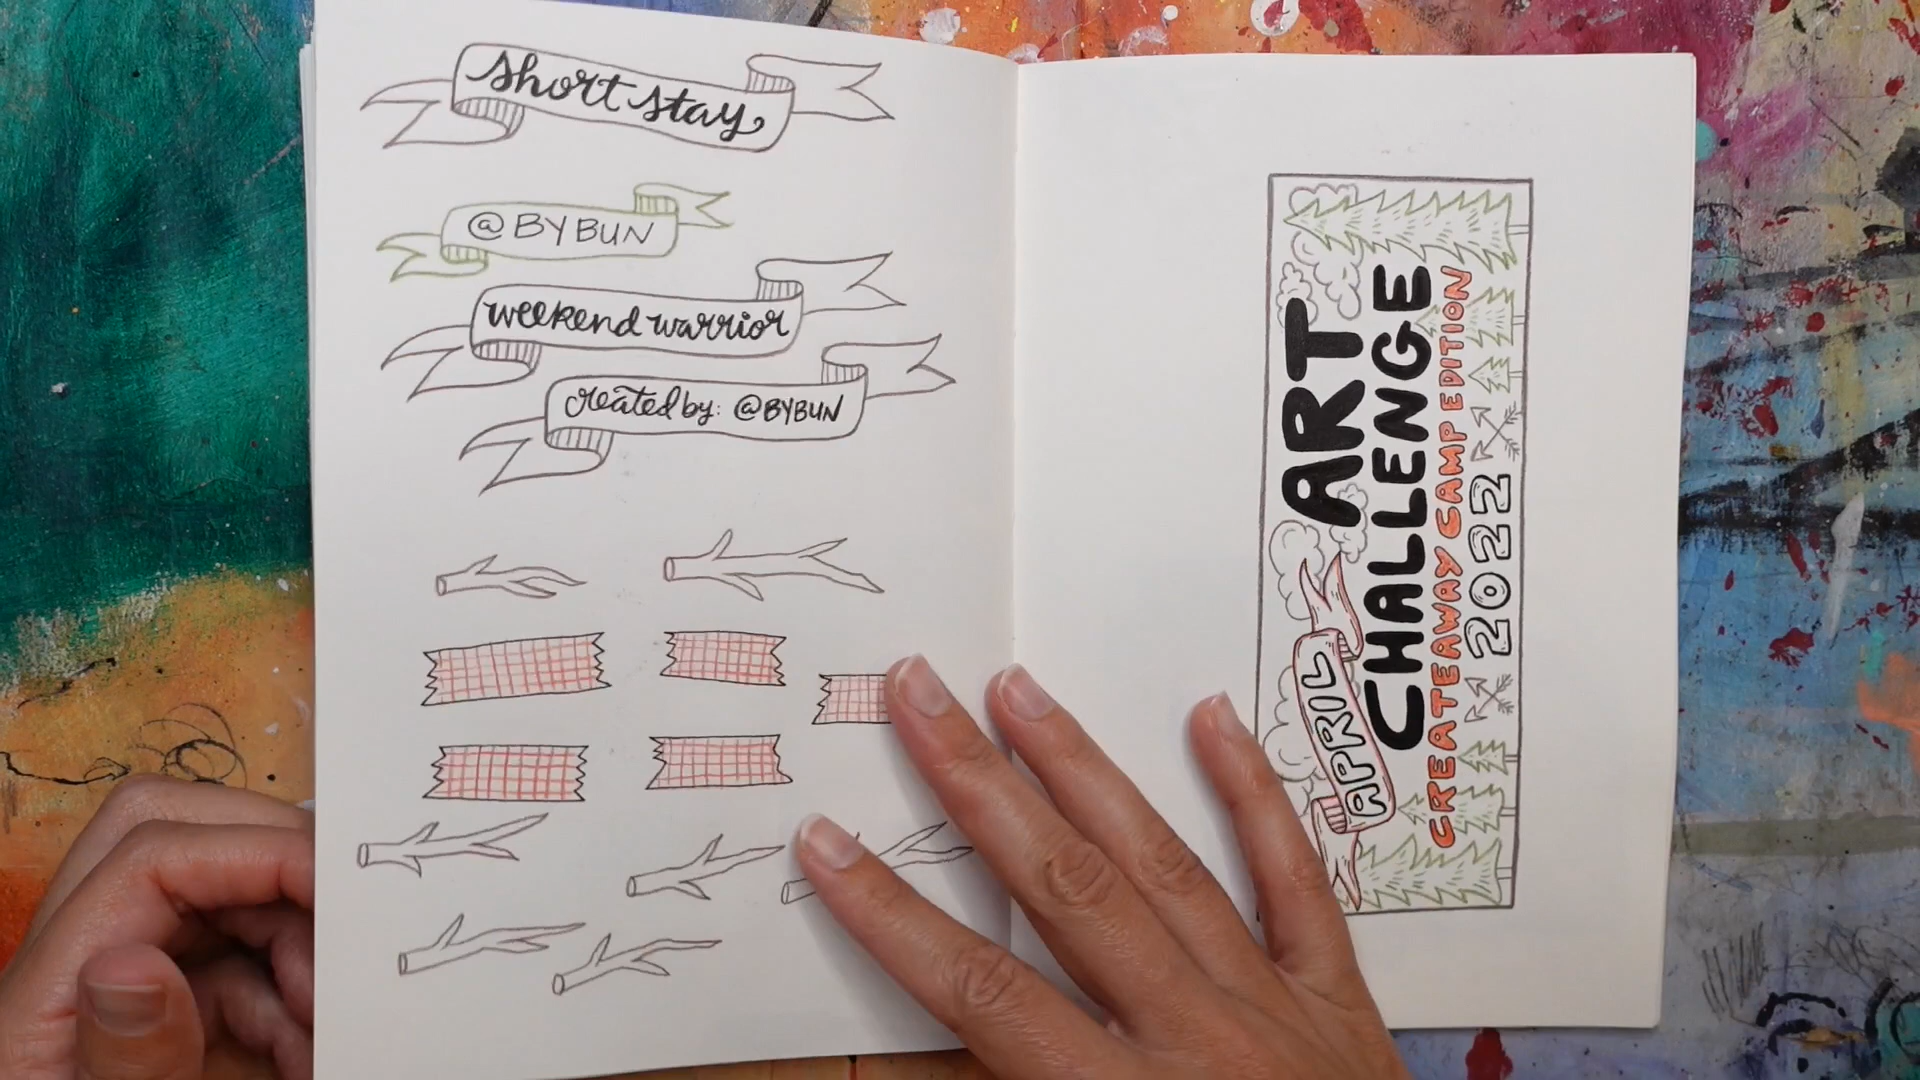 short stay
@BYBUN
weekend warrior
created by: @BYBUN
APRIL
ART
CHALLENGE
CREATEAWAY CAMP EDITION
2022